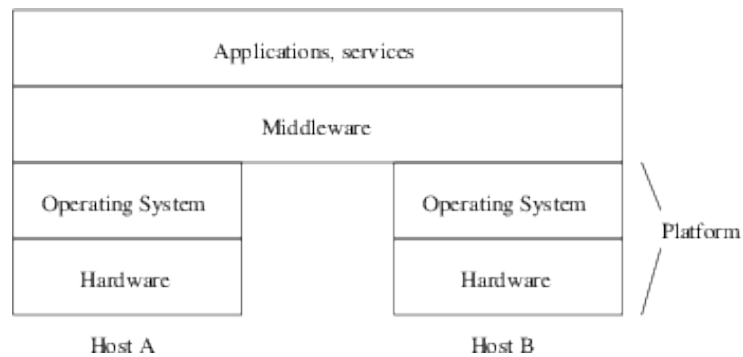 Applications, services
Middleware
Operating System
Operating System
Platform
Hardware
Hardware
Host A
Host B